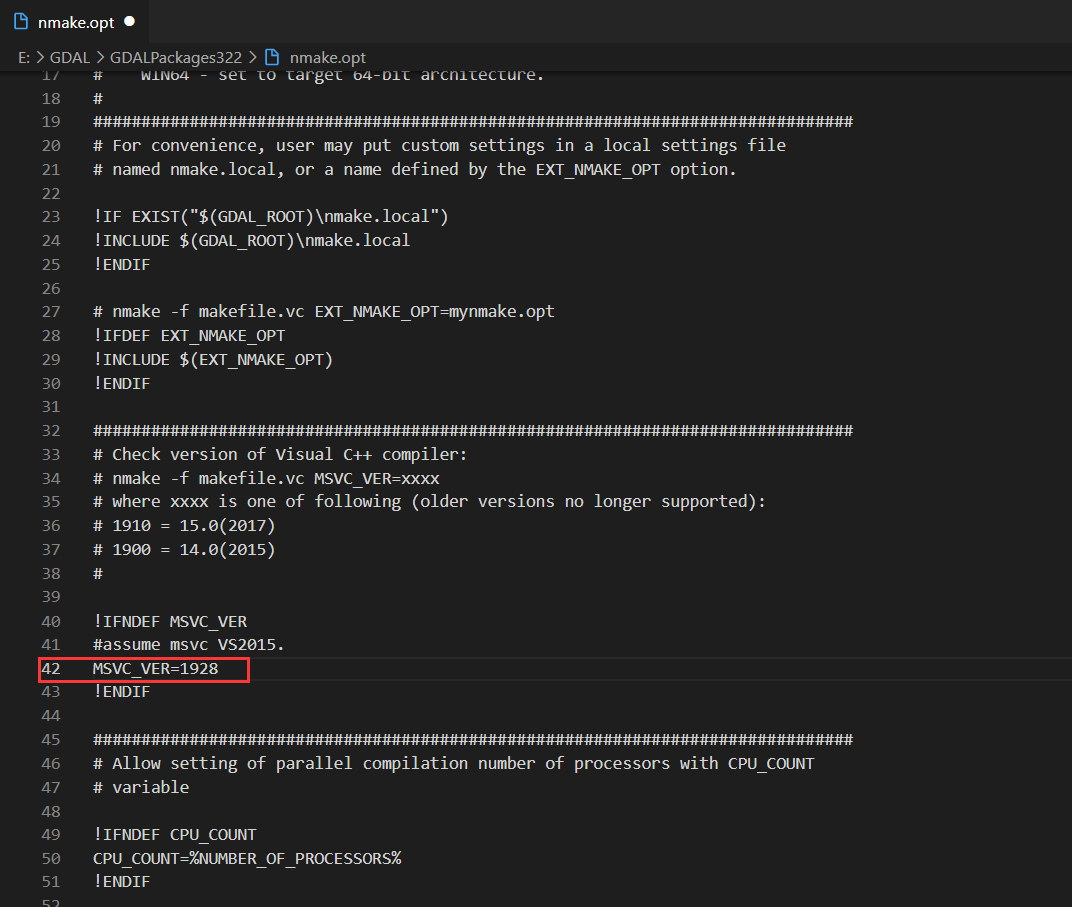 nmake.opt
E: > GDAL > GDALPackages322 > nmake.opt
17 # WIN64 - set to target 64-bit architecture.
18 #
19 ###############################################################################
20 # For convenience, user may put custom settings in a local settings file
21 # named nmake.local, or a name defined by the EXT_NMAKE_OPT option.
22
23 !IF EXIST("$(GDAL_ROOT)\nmake.local")
24 !INCLUDE $(GDAL_ROOT)\nmake.local
25 !ENDIF
26
27 # nmake -f makefile.vc EXT_NMAKE_OPT=mynmake.opt
28 !IFDEF EXT_NMAKE_OPT
29 !INCLUDE $(EXT_NMAKE_OPT)
30 !ENDIF
31
32 ###############################################################################
33 # Check version of Visual C++ compiler:
34 # nmake -f makefile.vc MSVC_VER=xxxx
35 # where xxxx is one of following (older versions no longer supported):
36 # 1910 = 15.0(2017)
37 # 1900 = 14.0(2015)
38 #
39
40 !IFNDEF MSVC_VER
41 #assume msvc VS2015.
42 MSVC_VER=1928
43 !ENDIF
44
45 ###############################################################################
46 # Allow setting of parallel compilation number of processors with CPU_COUNT
47 # variable
48
49 !IFNDEF CPU_COUNT
50 CPU_COUNT=%NUMBER_OF_PROCESSORS%
51 !ENDIF
52